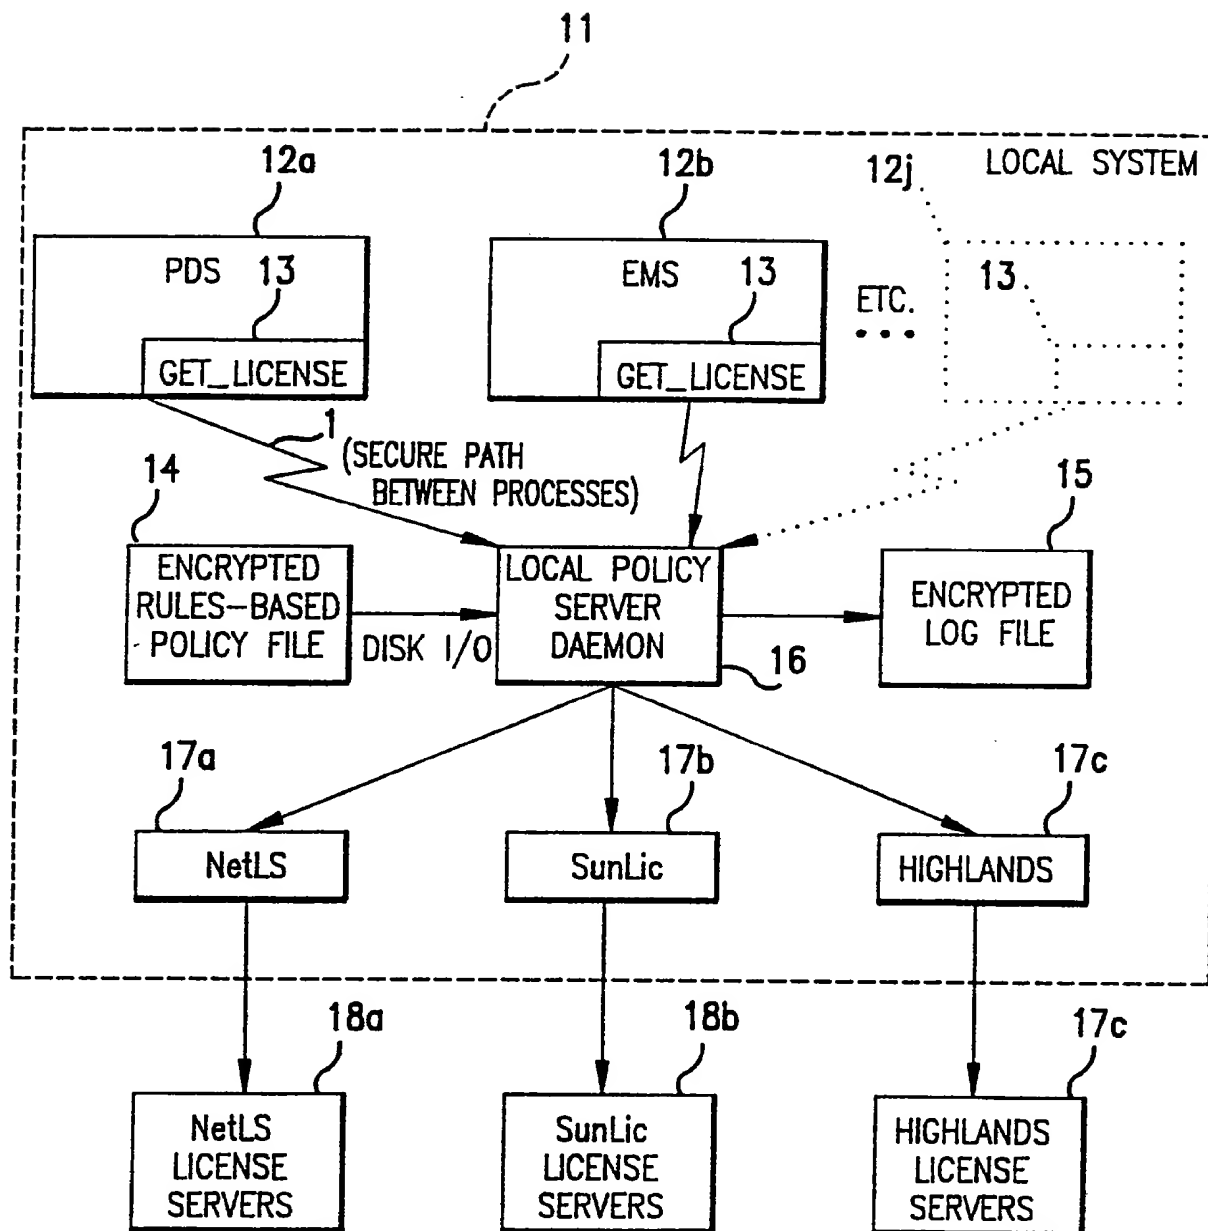 11
12a
12b
12j
LOCAL SYSTEM
PDS
13
EMS
13
ETC.
13
GET_LICENSE
GET_LICENSE
1
(SECURE PATH
BETWEEN PROCESSES)
14
15
ENCRYPTED
RULES-BASED
POLICY FILE
DISK I/O
LOCAL POLICY
SERVER
DAEMON
16
ENCRYPTED
LOG FILE
17a
17b
17c
NetLS
SunLic
HIGHLANDS
18a
18b
17c
NetLS
LICENSE
SERVERS
SunLic
LICENSE
SERVERS
HIGHLANDS
LICENSE
SERVERS